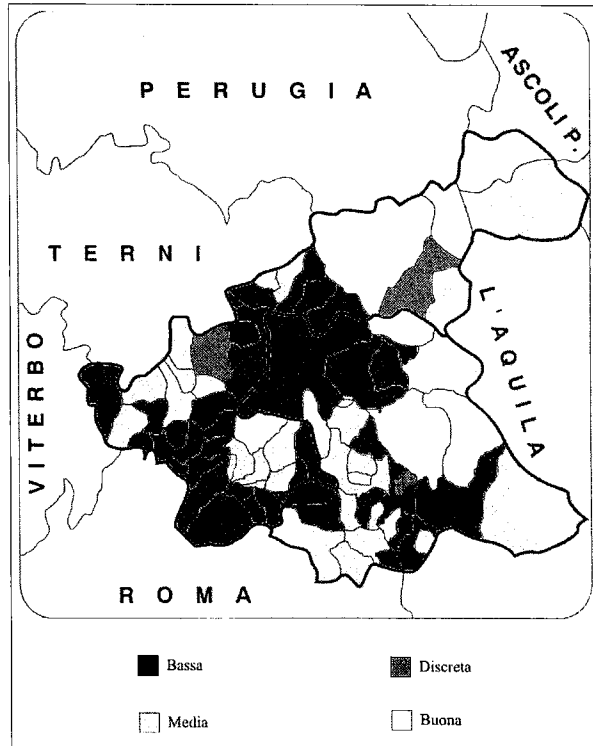 PERUGIA
ASCOLI P.
TERNI
L'AQUILA
VITERBO
ROMA
Bassa
Discreta
Media
Buona